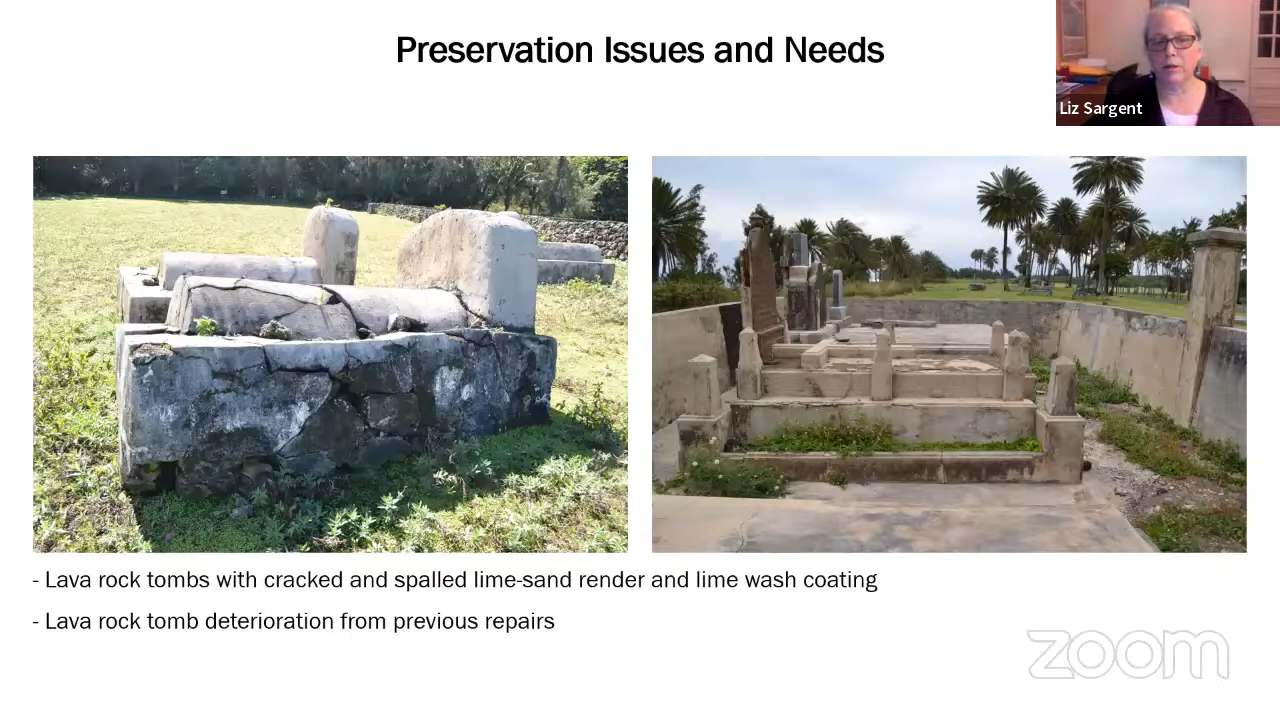 Preservation Issues and Needs
Liz Sargent
- Lava rock tombs with cracked and spalled lime-sand render and lime wash coating
- Lava rock tomb deterioration from previous repairs
zoom